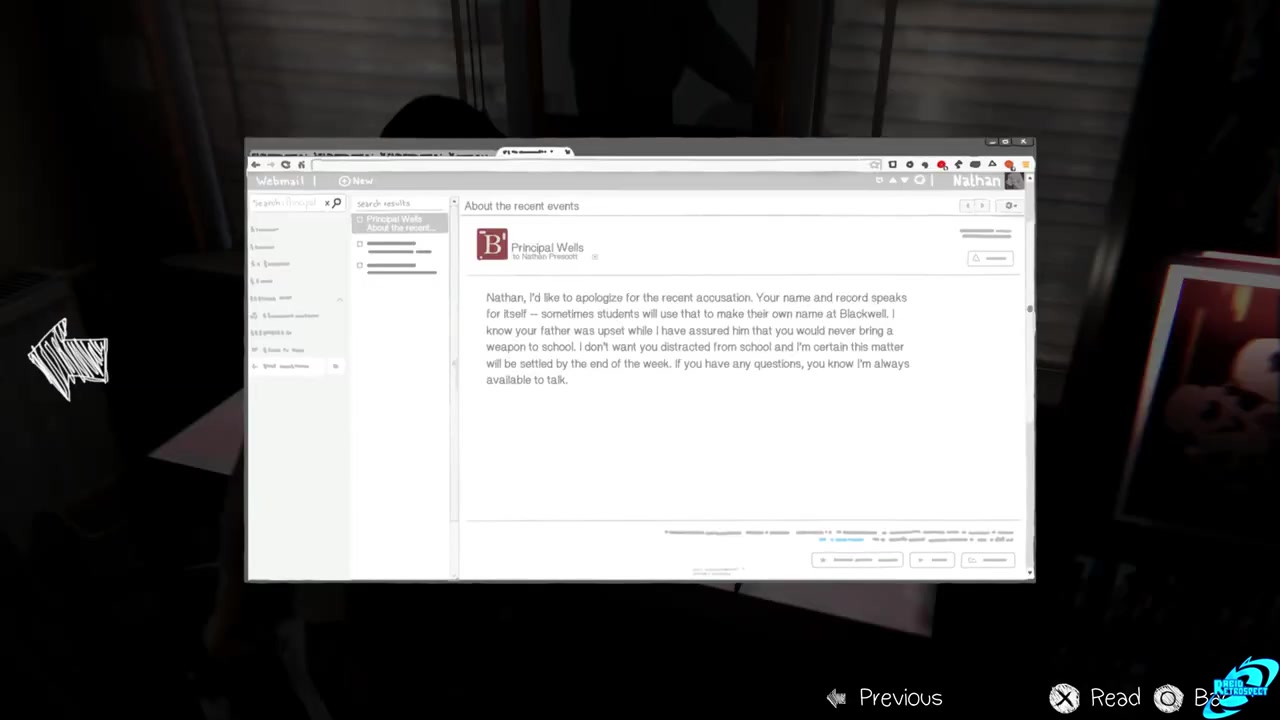 Webmail | New
Nathan
Search: Principal x
search results
Principal Wells
About the recent...
About the recent events
B
Principal Wells
to Nathan Prescott
Nathan, I'd like to apologize for the recent accusation. Your name and record speaks
for itself -- sometimes students will use that to make their own name at Blackwell. I
know your father was upset while I have assured him that you would never bring a
weapon to school. I don't want you distracted from school and I'm certain this matter
will be settled by the end of the week. If you have any questions, you know I'm always
available to talk.
Previous
Read
RETROSPECT